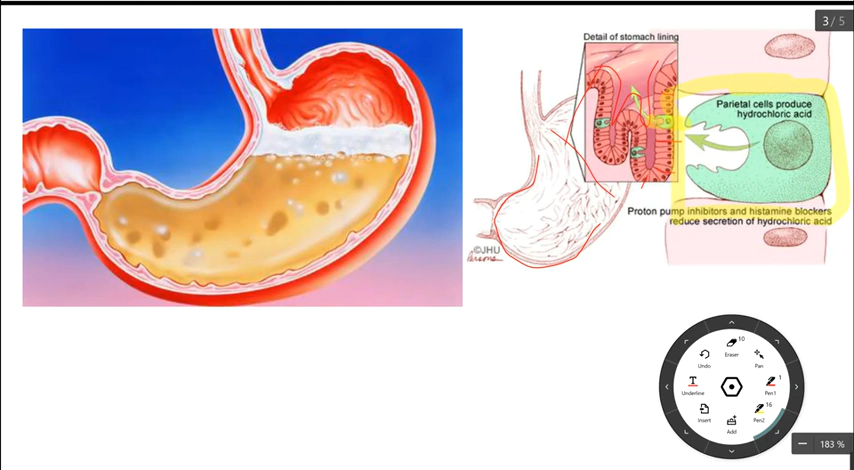 3 / 5
Detail of stomach lining
Parietal cells produce
hydrochloric acid
Proton pump inhibitors and histamine blockers
reduce secretion of hydrochloric acid
©JHU
Parsons
10
Eraser
Undo
Pan
Underline
1
Pen1
Insert
16
Pen2
Add
183 %